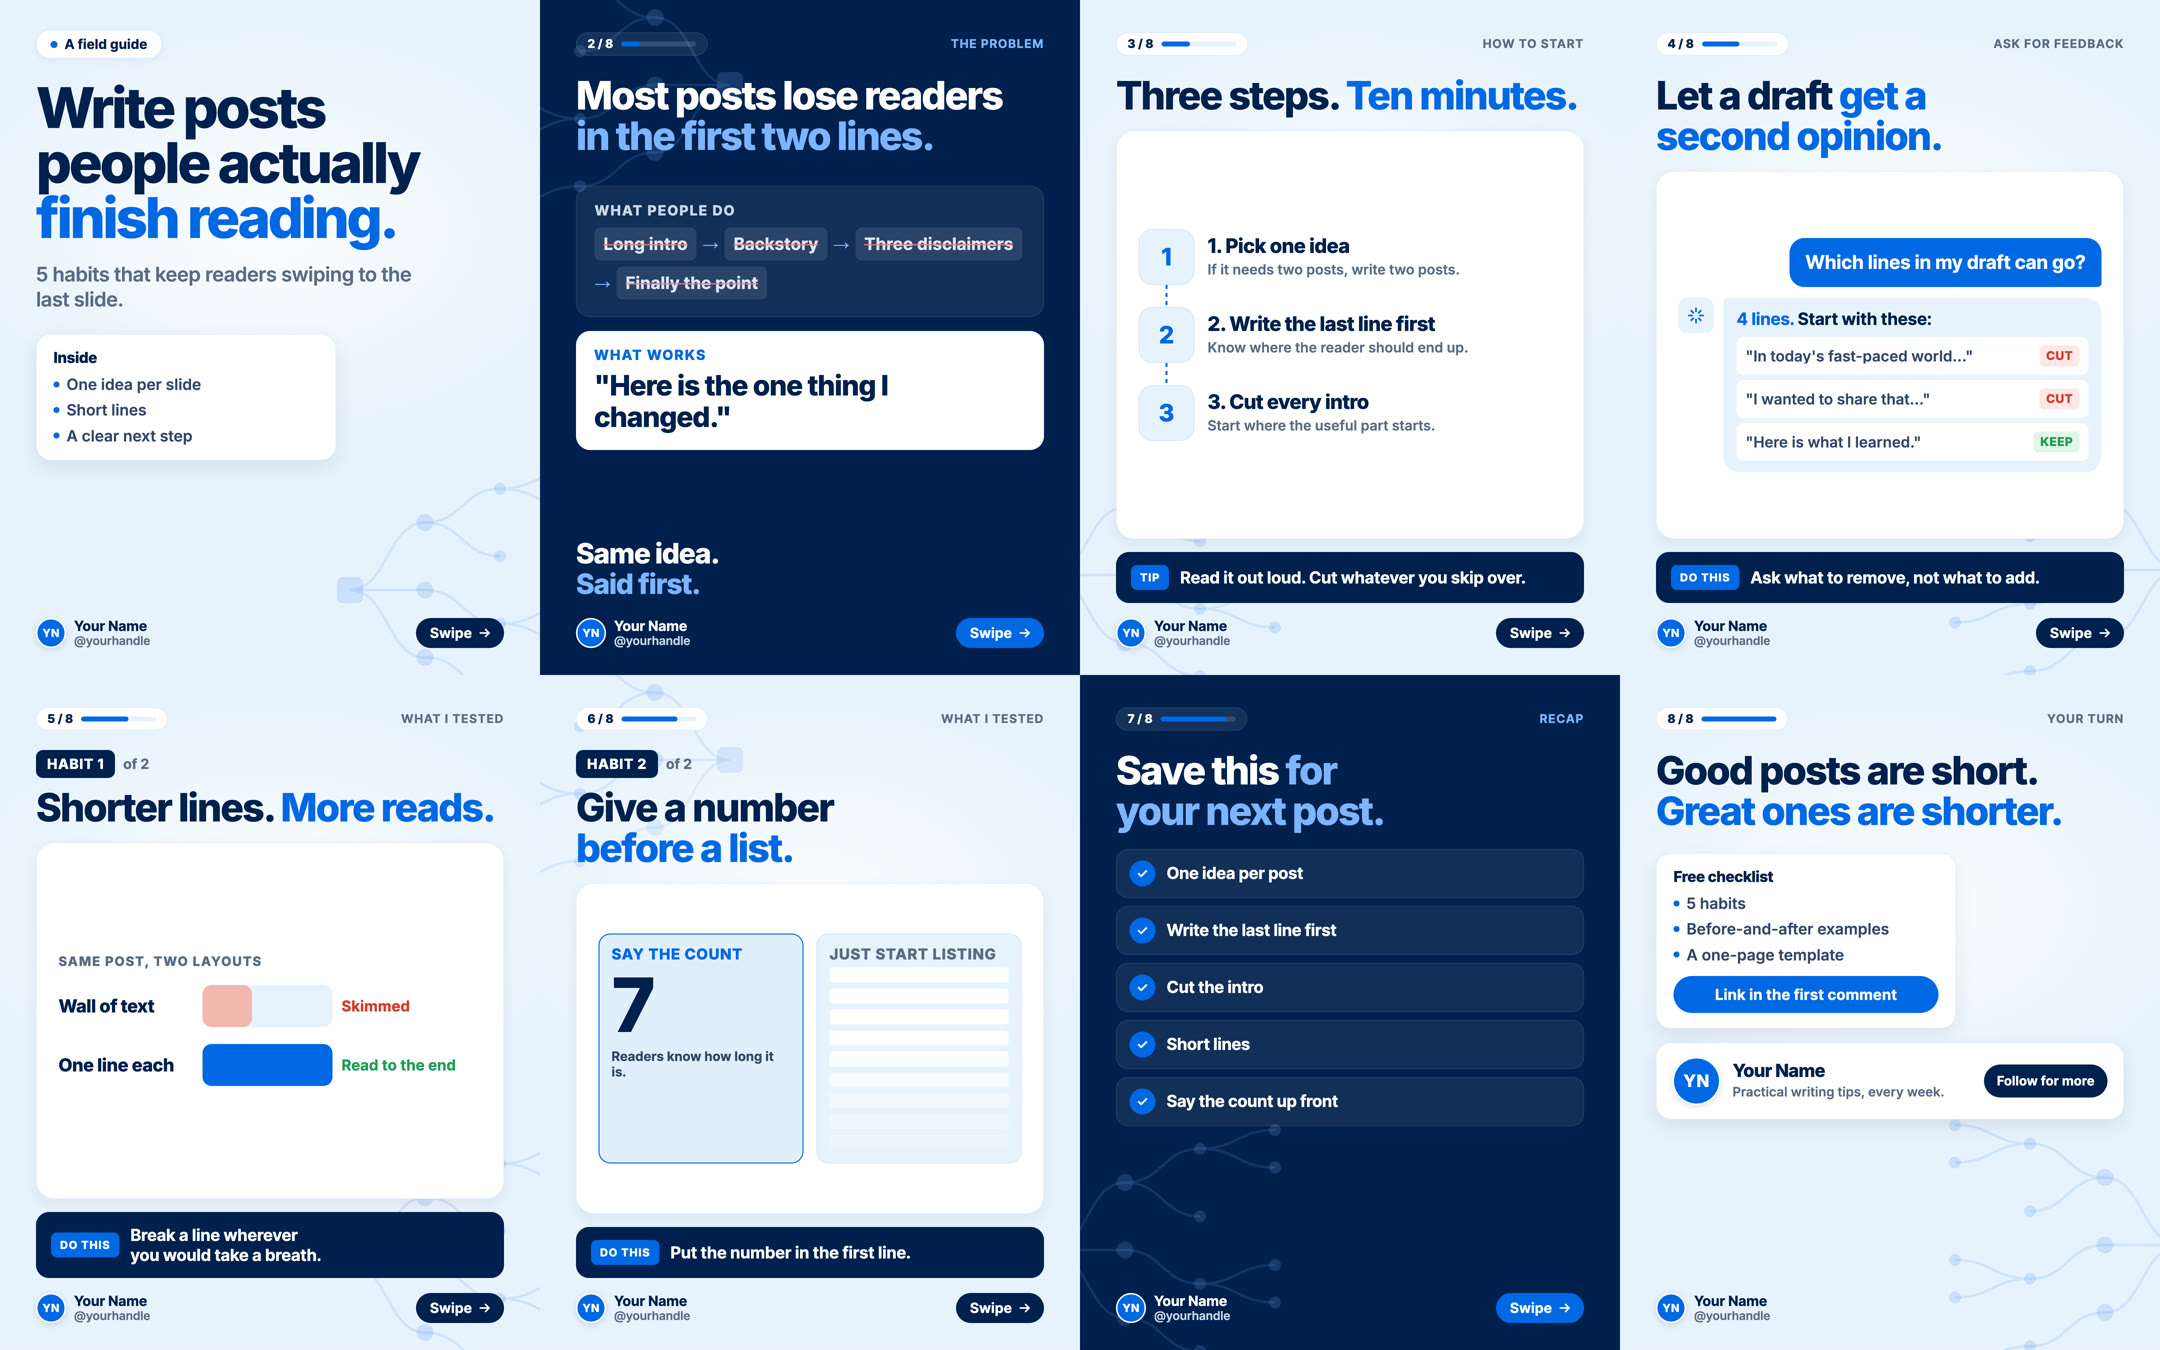 A field guide
Write posts
people actually
finish reading.
5 habits that keep readers swiping to the
last slide.
Inside
One idea per slide
Short lines
A clear next step
YN
Your Name
@yourhandle
Swipe →
2 / 8
THE PROBLEM
Most posts lose readers
in the first two lines.
WHAT PEOPLE DO
Long intro → Backstory → Three disclaimers
→ Finally the point
WHAT WORKS
"Here is the one thing I
changed."
Same idea.
Said first.
YN
Your Name
@yourhandle
Swipe →
3 / 8
HOW TO START
Three steps. Ten minutes.
1
1. Pick one idea
If it needs two posts, write two posts.
2
2. Write the last line first
Know where the reader should end up.
3
3. Cut every intro
Start where the useful part starts.
TIP
Read it out loud. Cut whatever you skip over.
YN
Your Name
@yourhandle
Swipe →
4 / 8
ASK FOR FEEDBACK
Let a draft get a
second opinion.
Which lines in my draft can go?
4 lines. Start with these:
"In today's fast-paced world..." CUT
"I wanted to share that..." CUT
"Here is what I learned." KEEP
DO THIS
Ask what to remove, not what to add.
YN
Your Name
@yourhandle
Swipe →
5 / 8
WHAT I TESTED
HABIT 1 of 2
Shorter lines. More reads.
SAME POST, TWO LAYOUTS
Wall of text Skimmed
One line each Read to the end
DO THIS
Break a line wherever
you would take a breath.
YN
Your Name
@yourhandle
Swipe →
6 / 8
WHAT I TESTED
HABIT 2 of 2
Give a number
before a list.
SAY THE COUNT
7
Readers know how long it
is.
JUST START LISTING
DO THIS
Put the number in the first line.
YN
Your Name
@yourhandle
Swipe →
7 / 8
RECAP
Save this for
your next post.
One idea per post
Write the last line first
Cut the intro
Short lines
Say the count up front
YN
Your Name
@yourhandle
Swipe →
8 / 8
YOUR TURN
Good posts are short.
Great ones are shorter.
Free checklist
5 habits
Before-and-after examples
A one-page template
Link in the first comment
YN
Your Name
Practical writing tips, every week.
Follow for more
YN
Your Name
@yourhandle